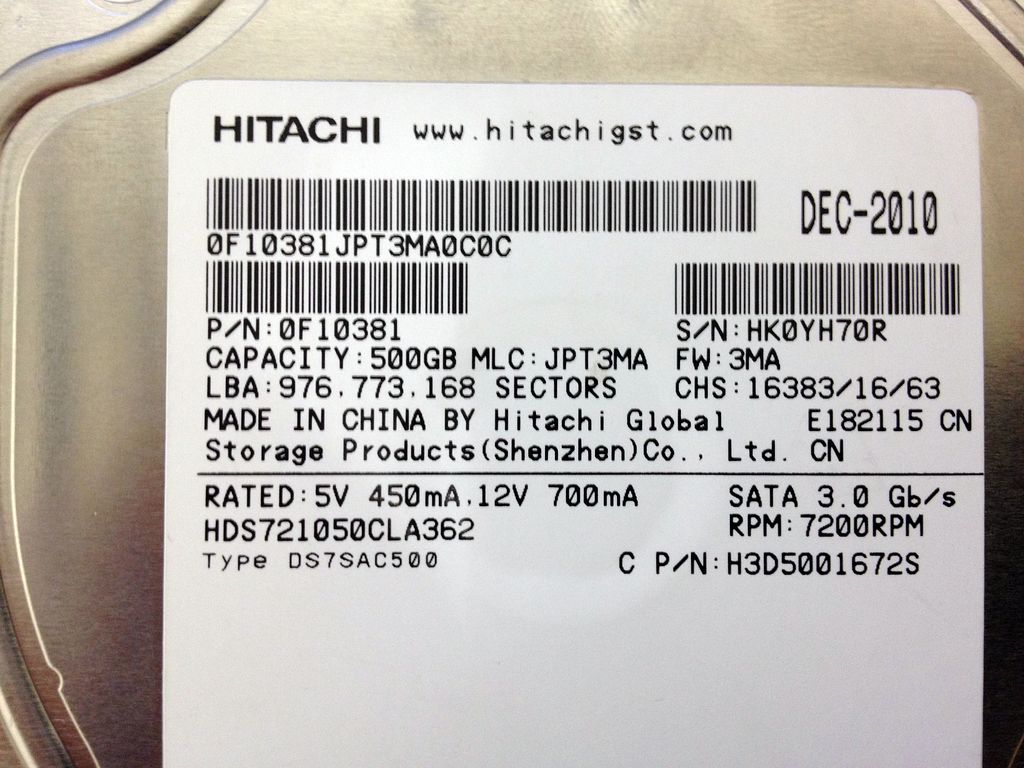 HITACHI www.hitachigst.com
DEC-2010
0F10381JPT3MA0C0C
P/N:0F10381 S/N:HK0YH70R
CAPACITY:500GB MLC:JPT3MA FW:3MA
LBA:976,773,168 SECTORS CHS:16383/16/63
MADE IN CHINA BY Hitachi Global E182115 CN
Storage Products(Shenzhen)Co., Ltd. CN
RATED:5V 450mA,12V 700mA SATA 3.0 Gb/s
HDS721050CLA362 RPM:7200RPM
Type DS7SAC500 C P/N:H3D5001672S